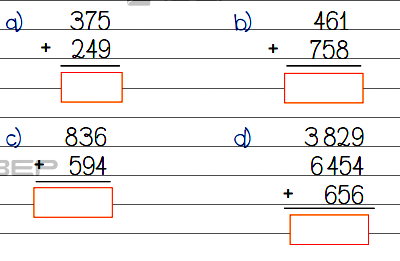 a) 375
+ 249
b) 461
+ 758
c) 836
+ 594
d) 3829
6454
+ 656